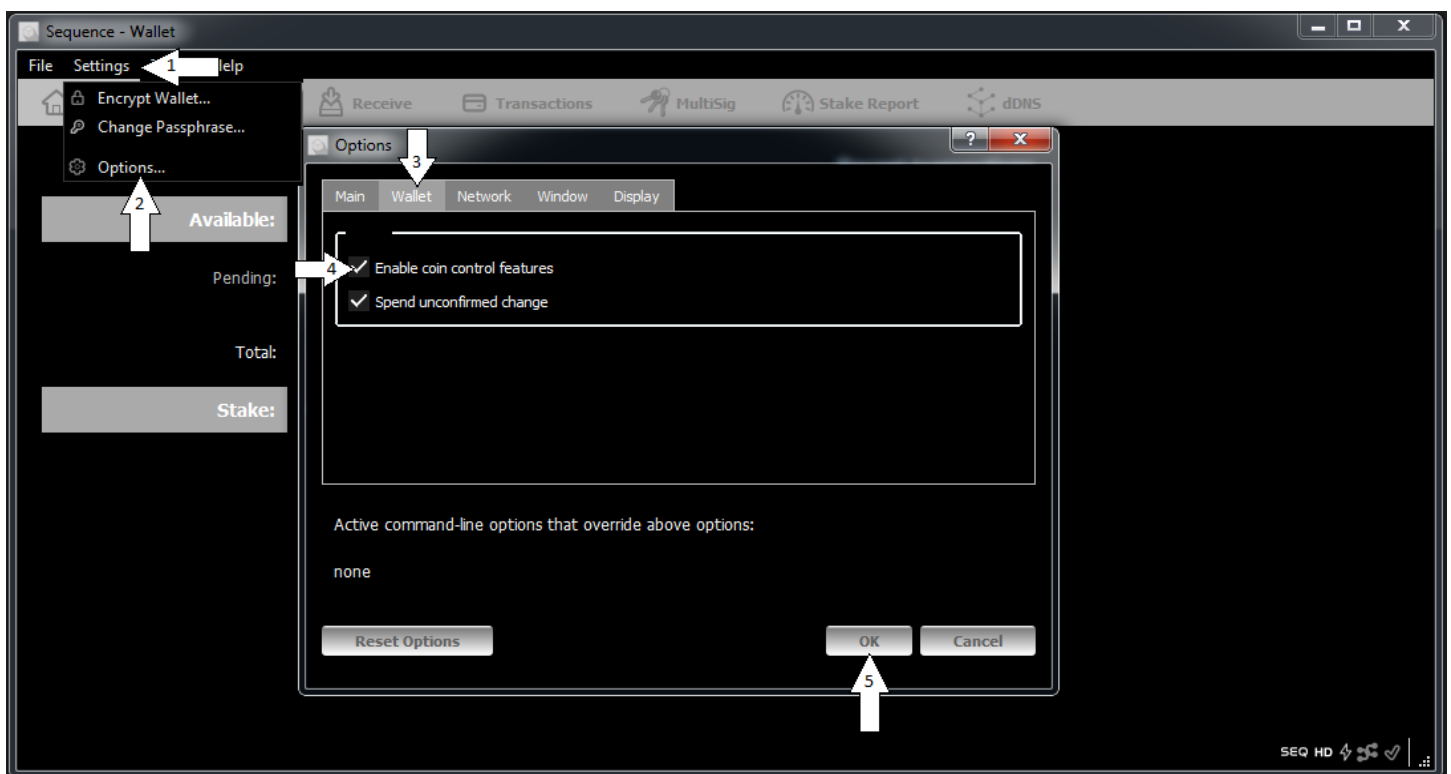 Sequence - Wallet
File Settings 1 elp
Encrypt Wallet...
Change Passphrase...
Options...
2
Receive Transactions MultiSig Stake Report dDNS
Options
3
Main Wallet Network Window Display
4 Enable coin control features
Spend unconfirmed change
Available:
Pending:
Total:
Stake:
Active command-line options that override above options:
none
Reset Options OK Cancel
5
SEQ HD